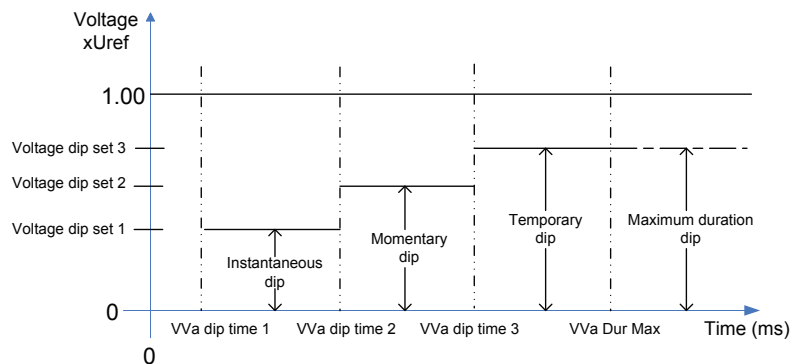 Voltage
xUref
1.00
Voltage dip set 3
Voltage dip set 2
Voltage dip set 1
Instantaneous
dip
Momentary
dip
Temporary
dip
Maximum duration
dip
0
VVa dip time 1
VVa dip time 2
VVa dip time 3
VVa Dur Max
Time (ms)
0